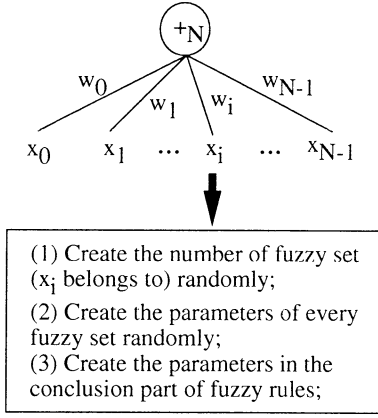 +N
w0 w1 wi wN-1
x0 x1 ... xi ... xN-1
(1) Create the number of fuzzy set
(xi belongs to) randomly;
(2) Create the parameters of every
fuzzy set randomly;
(3) Create the parameters in the
conclusion part of fuzzy rules;